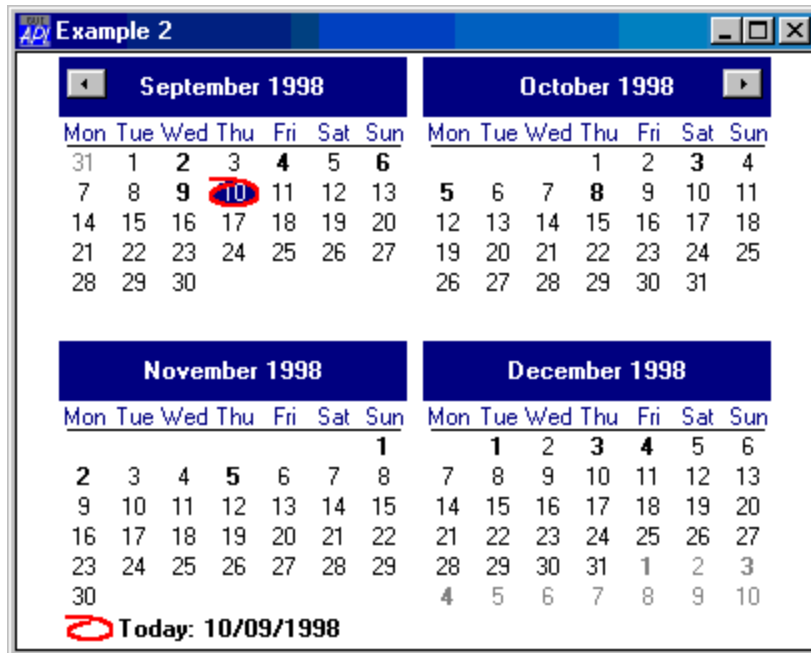 APL Example 2
September 1998
Mon Tue Wed Thu Fri Sat Sun
31 1 2 3 4 5 6
7 8 9 10 11 12 13
14 15 16 17 18 19 20
21 22 23 24 25 26 27
28 29 30
October 1998
Mon Tue Wed Thu Fri Sat Sun
1 2 3 4
5 6 7 8 9 10 11
12 13 14 15 16 17 18
19 20 21 22 23 24 25
26 27 28 29 30 31
November 1998
Mon Tue Wed Thu Fri Sat Sun
1
2 3 4 5 6 7 8
9 10 11 12 13 14 15
16 17 18 19 20 21 22
23 24 25 26 27 28 29
30
December 1998
Mon Tue Wed Thu Fri Sat Sun
1 2 3 4 5 6
7 8 9 10 11 12 13
14 15 16 17 18 19 20
21 22 23 24 25 26 27
28 29 30 31 1 2 3
4 5 6 7 8 9 10
Today: 10/09/1998